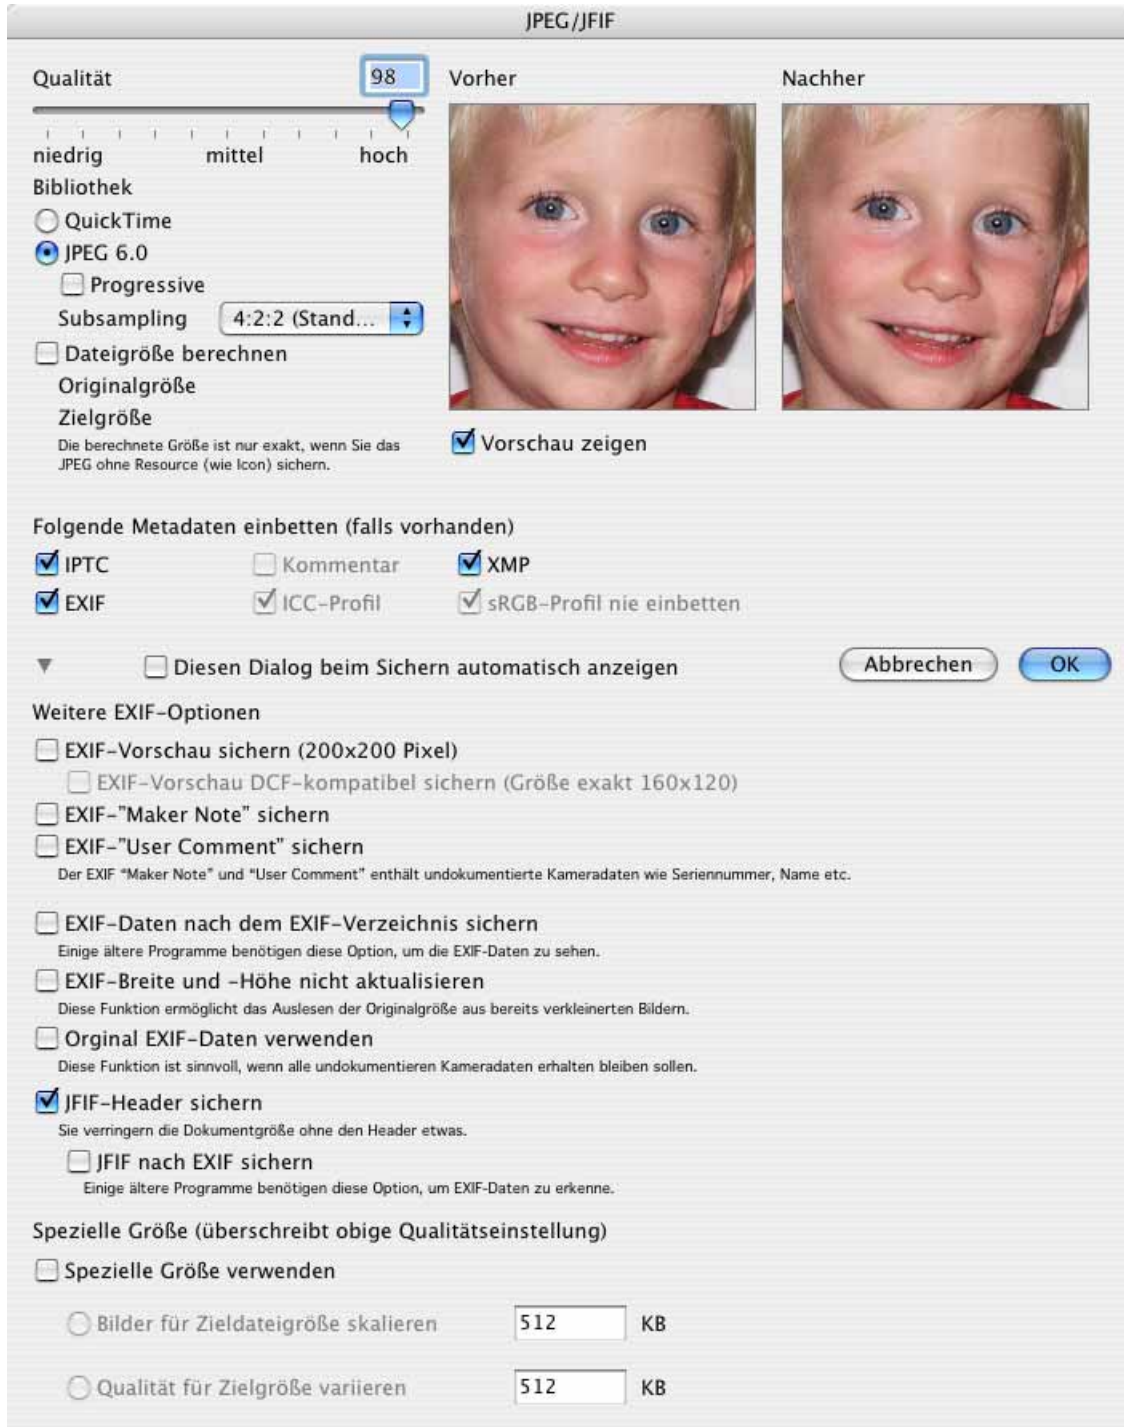 JPEG/JFIF
Qualität 98
Vorher
Nachher
niedrig mittel hoch
Bibliothek
QuickTime
JPEG 6.0
Progressive
Subsampling 4:2:2 (Stand...
Dateigröße berechnen
Originalgröße
Zielgröße
Die berechnete Größe ist nur exakt, wenn Sie das
JPEG ohne Resource (wie Icon) sichern.
Vorschau zeigen
Folgende Metadaten einbetten (falls vorhanden)
IPTC Kommentar XMP
EXIF ICC-Profil sRGB-Profil nie einbetten
Diesen Dialog beim Sichern automatisch anzeigen Abbrechen OK
Weitere EXIF-Optionen
EXIF-Vorschau sichern (200x200 Pixel)
EXIF-Vorschau DCF-kompatibel sichern (Größe exakt 160x120)
EXIF-"Maker Note" sichern
EXIF-"User Comment" sichern
Der EXIF “Maker Note” und “User Comment” enthält undokumentierte Kameradaten wie Seriennummer, Name etc.
EXIF-Daten nach dem EXIF-Verzeichnis sichern
Einige ältere Programme benötigen diese Option, um die EXIF-Daten zu sehen.
EXIF-Breite und -Höhe nicht aktualisieren
Diese Funktion ermöglicht das Auslesen der Originalgröße aus bereits verkleinerten Bildern.
Orginal EXIF-Daten verwenden
Diese Funktion ist sinnvoll, wenn alle undokumentieren Kameradaten erhalten bleiben sollen.
JFIF-Header sichern
Sie verringern die Dokumentgröße ohne den Header etwas.
JFIF nach EXIF sichern
Einige ältere Programme benötigen diese Option, um EXIF-Daten zu erkenne.
Spezielle Größe (überschreibt obige Qualitätseinstellung)
Spezielle Größe verwenden
Bilder für Zieldateigröße skalieren 512 KB
Qualität für Zielgröße variieren 512 KB